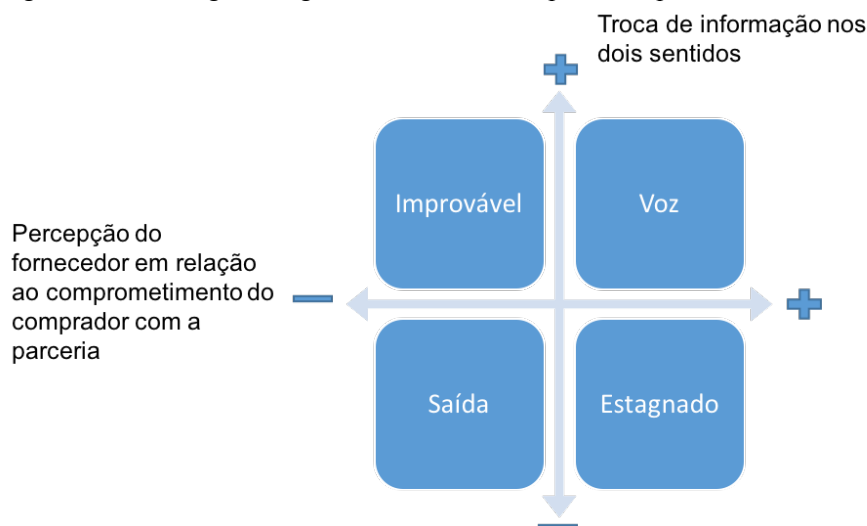 Troca de informação nos
dois sentidos
Improvável
Voz
Percepção do
fornecedor em relação
ao comprometimento do
comprador com a
parceria
Saída
Estagnado